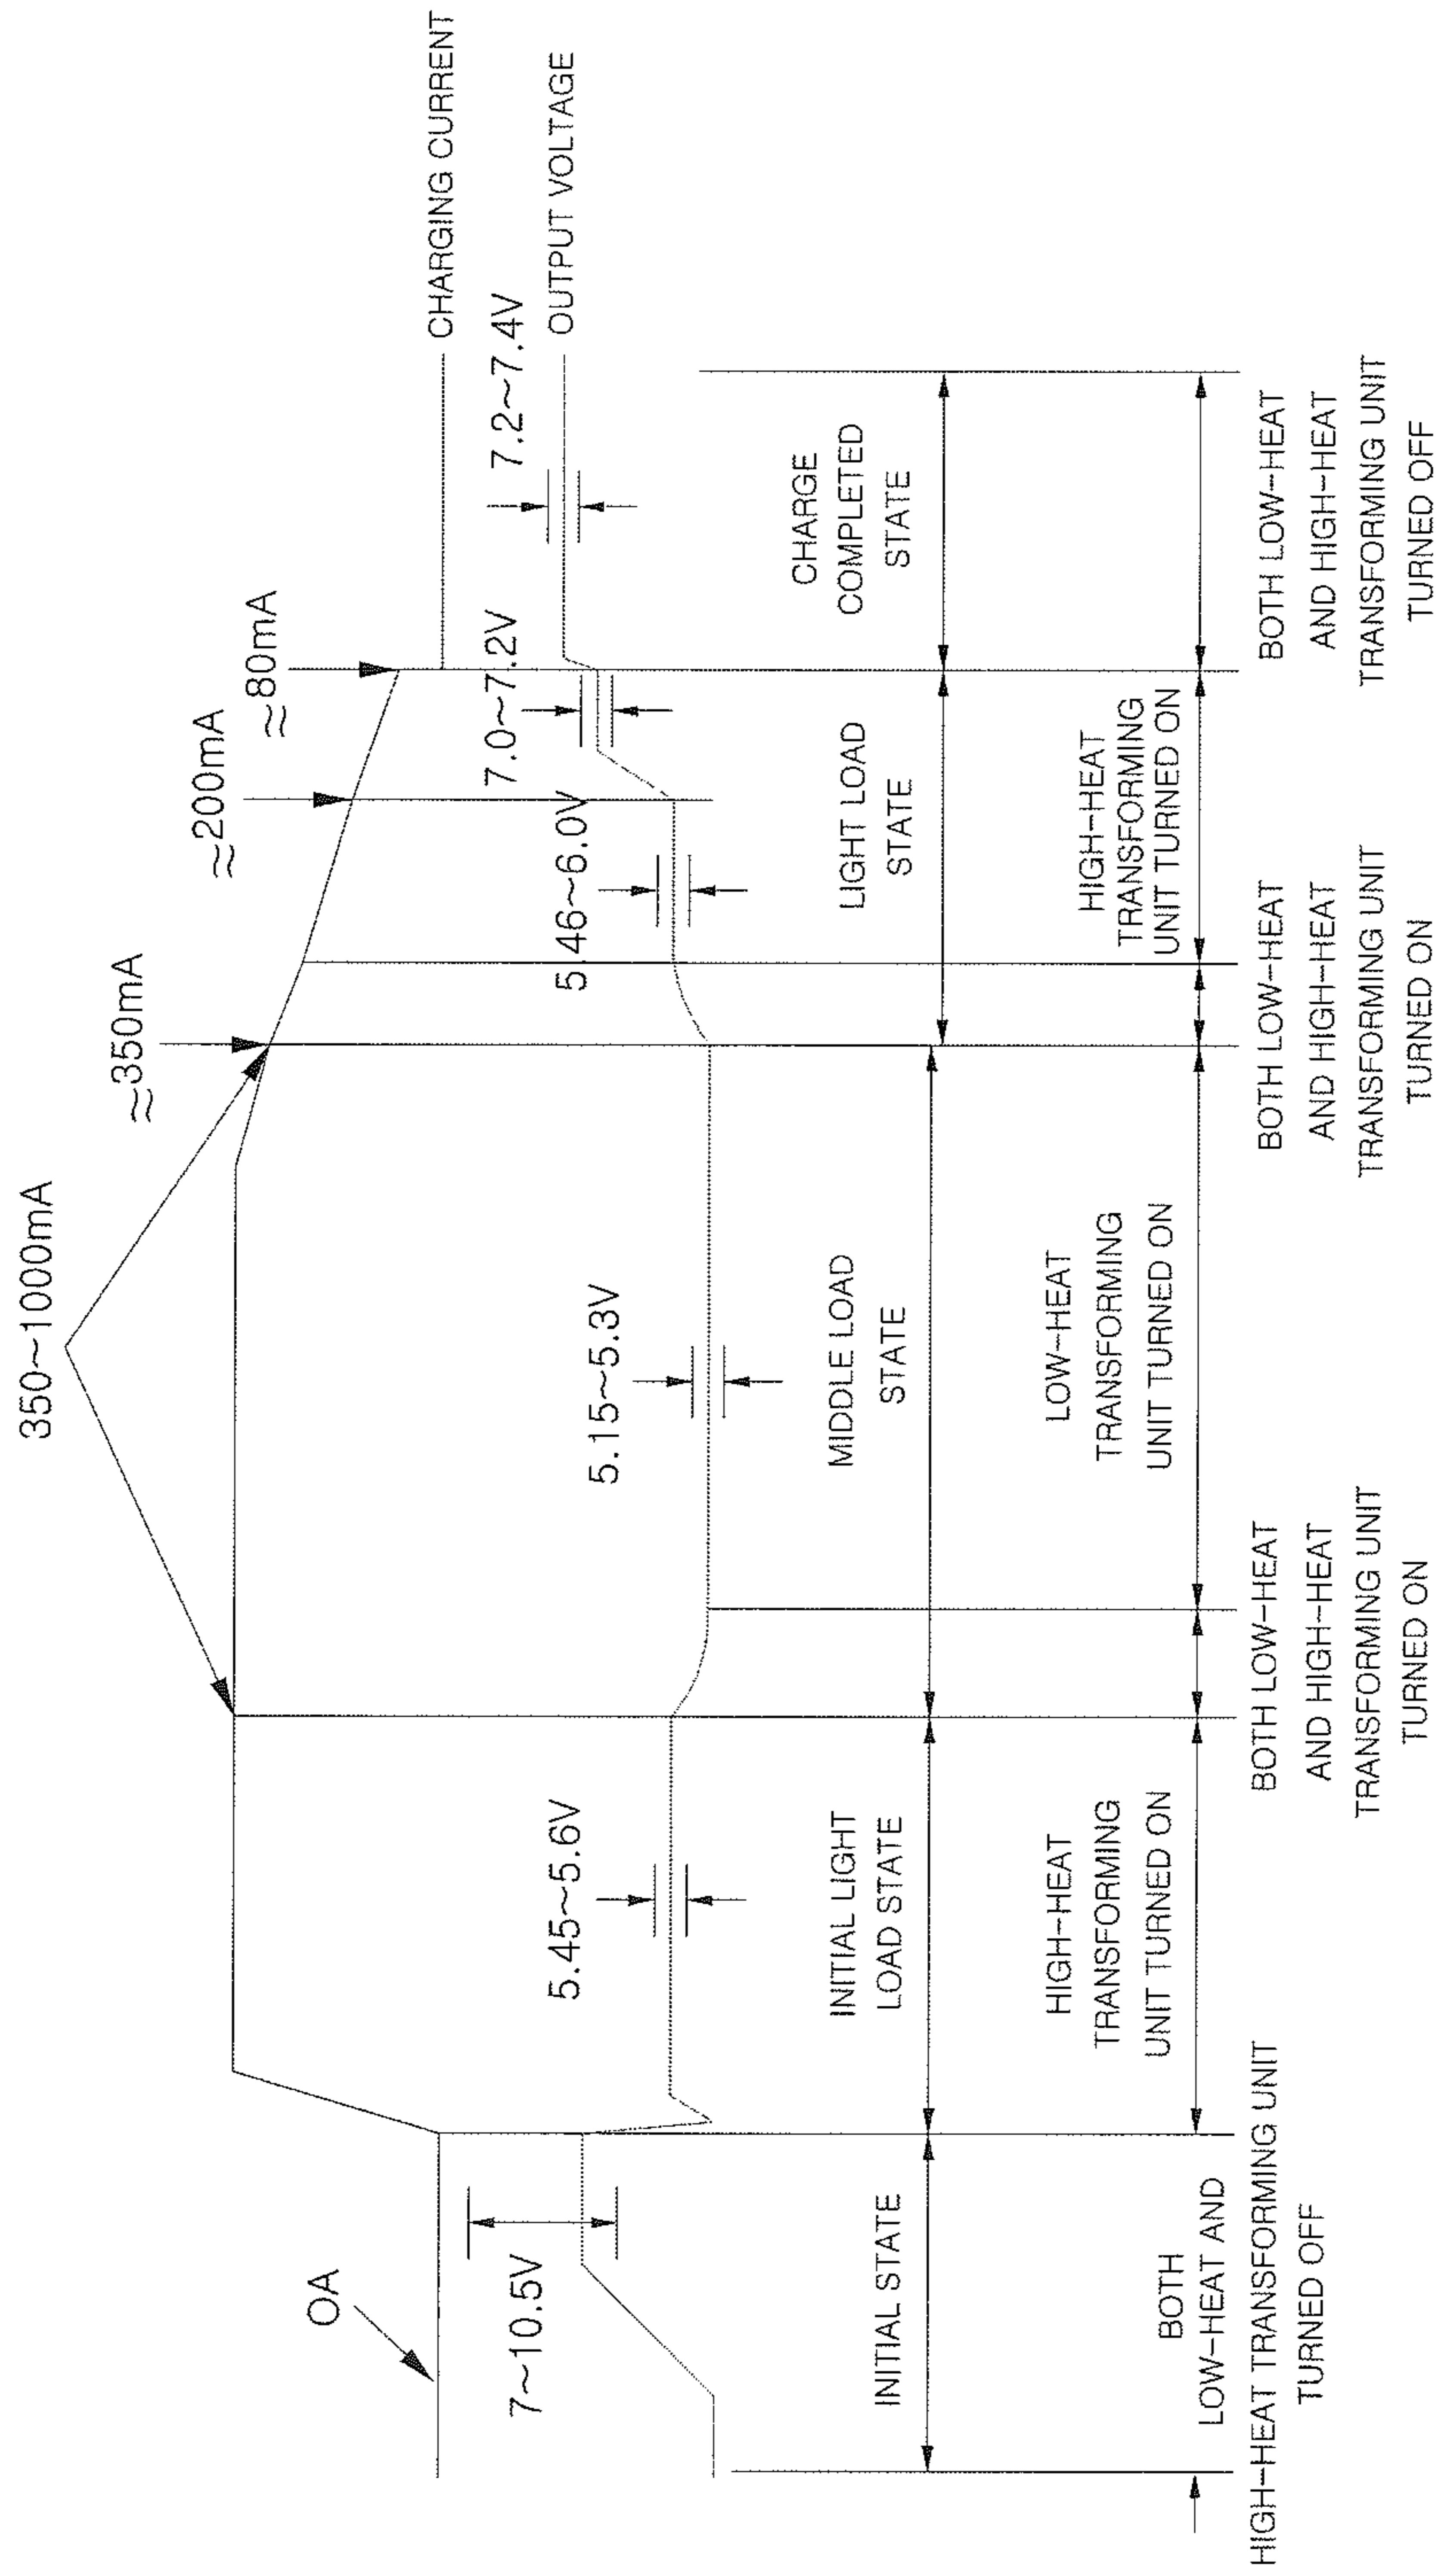 350~1000mA
≈350mA
≈200mA
≈80mA
0A
CHARGING CURRENT
7~10.5V
5.45~5.6V
5.15~5.3V
5.46~6.0V
7.0~7.2V
7.2~7.4V
OUTPUT VOLTAGE
INITIAL STATE
INITIAL LIGHT
LOAD STATE
MIDDLE LOAD
STATE
LIGHT LOAD
STATE
CHARGE
COMPLETED
STATE
BOTH
LOW-HEAT AND
HIGH-HEAT TRANSFORMING UNIT
TURNED OFF
HIGH-HEAT
TRANSFORMING
UNIT TURNED ON
BOTH LOW-HEAT
AND HIGH-HEAT
TRANSFORMING UNIT
TURNED ON
LOW-HEAT
TRANSFORMING
UNIT TURNED ON
BOTH LOW-HEAT
AND HIGH-HEAT
TRANSFORMING UNIT
TURNED ON
HIGH-HEAT
TRANSFORMING
UNIT TURNED ON
BOTH LOW-HEAT
AND HIGH-HEAT
TRANSFORMING UNIT
TURNED OFF